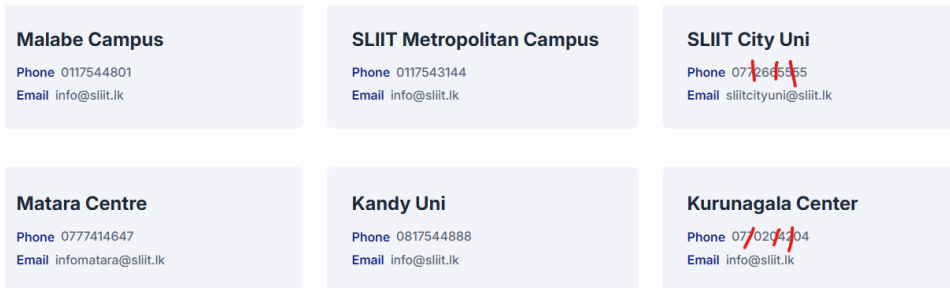 Malabe Campus
Phone 0117544801
Email info@sliit.lk
SLIIT Metropolitan Campus
Phone 0117543144
Email info@sliit.lk
SLIIT City Uni
Phone 0772665555
Email sliitcityuni@sliit.lk
Matara Centre
Phone 0777414647
Email infomatara@sliit.lk
Kandy Uni
Phone 0817544888
Email info@sliit.lk
Kurunagala Center
Phone 0770204204
Email info@sliit.lk